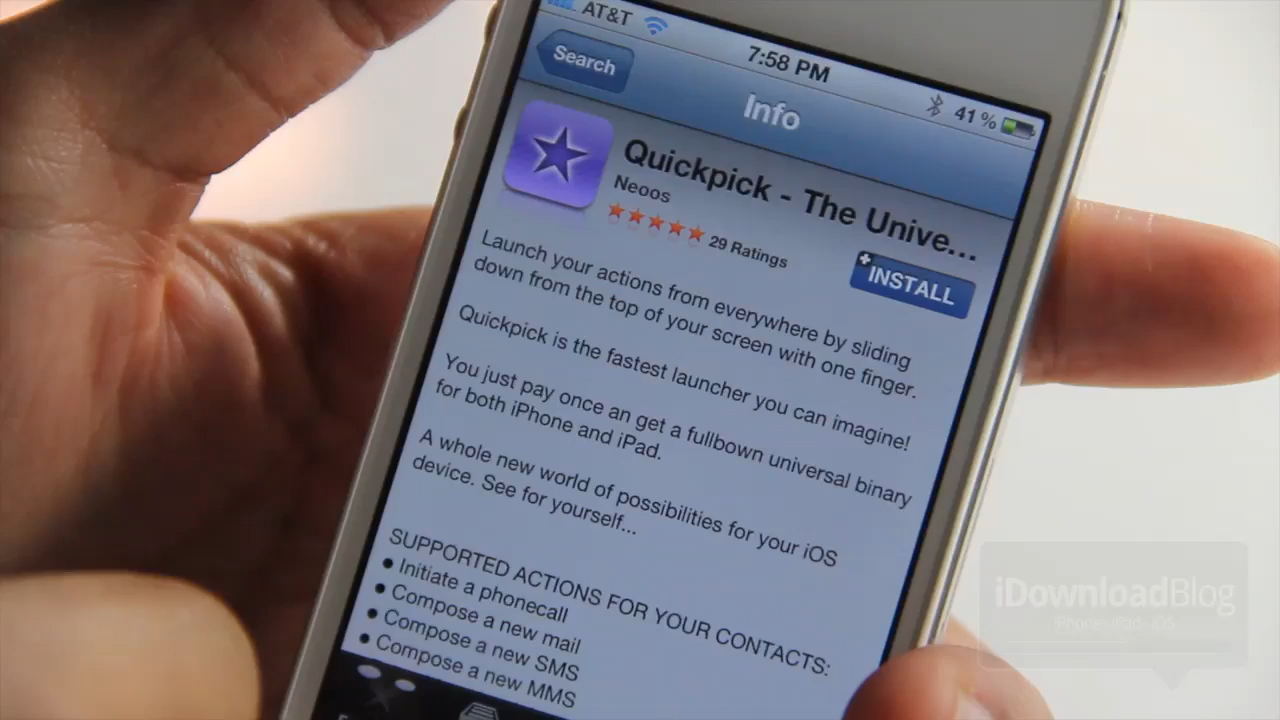 AT&T
7:58 PM
41%
Search
Info
Quickpick - The Unive...
Neoos
29 Ratings
INSTALL
Launch your actions from everywhere by sliding
down from the top of your screen with one finger.
Quickpick is the fastest launcher you can imagine!
You just pay once an get a fullbown universal binary
for both iPhone and iPad.
A whole new world of possibilities for your iOS
device. See for yourself...
SUPPORTED ACTIONS FOR YOUR CONTACTS:
• Initiate a phonecall
• Compose a new mail
• Compose a new SMS
• Compose a new MMS
iDownloadBlog